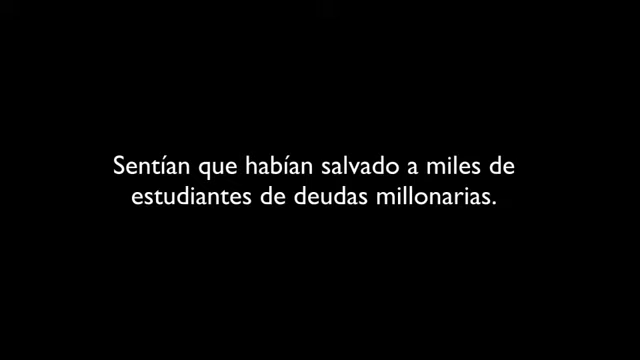 Sentían que habían salvado a miles de
estudiantes de deudas millonarias.